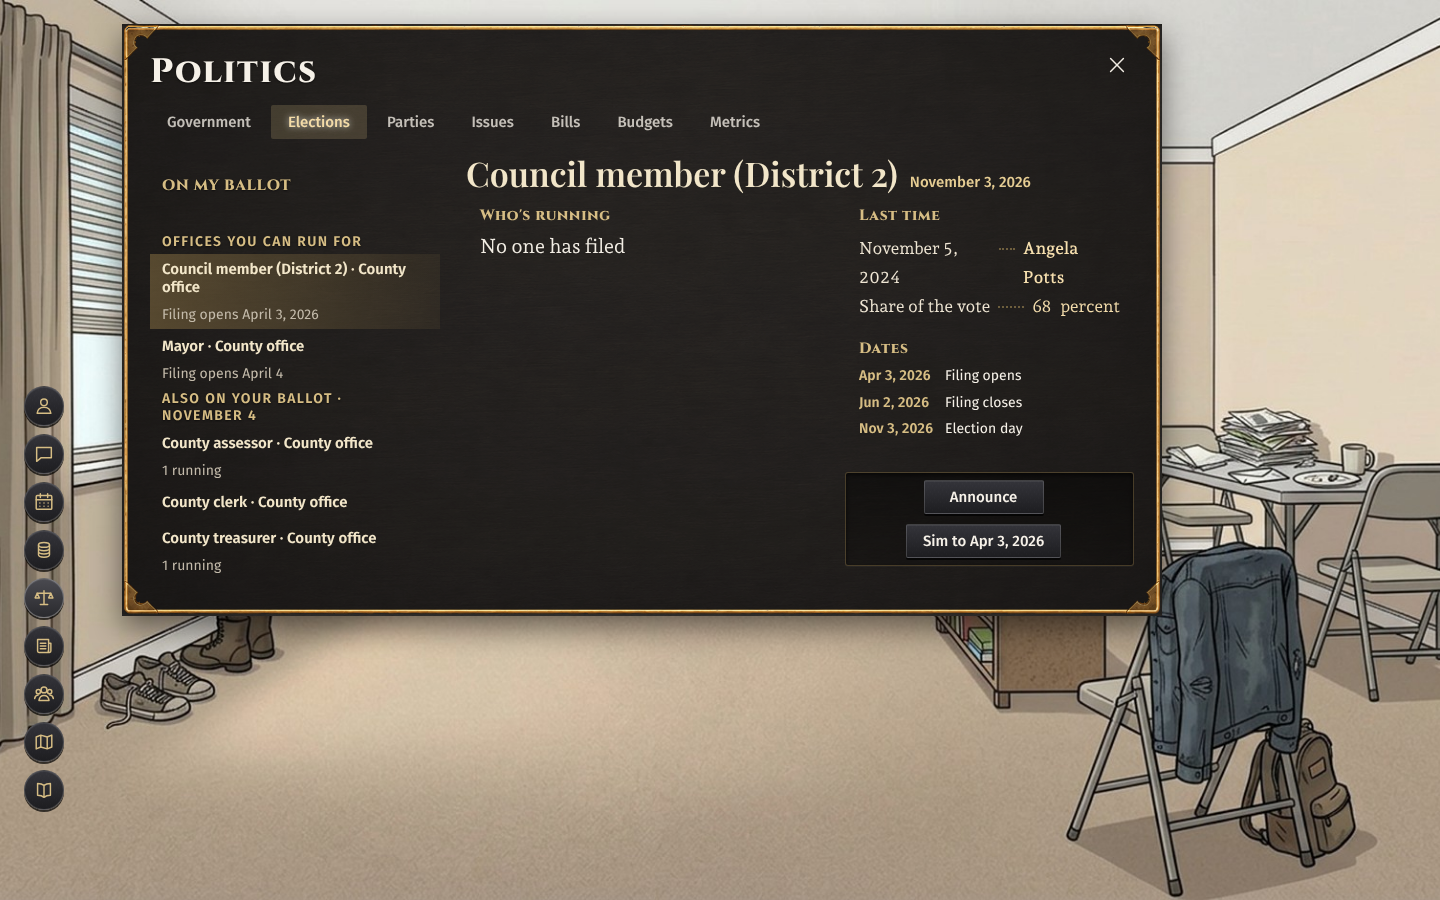 Politics
Government
Elections
Parties
Issues
Bills
Budgets
Metrics
ON MY BALLOT
OFFICES YOU CAN RUN FOR
Council member (District 2) · County
office
Filing opens April 3, 2026
Mayor · County office
Filing opens April 4
ALSO ON YOUR BALLOT ·
NOVEMBER 4
County assessor · County office
1 running
County clerk · County office
County treasurer · County office
1 running
Council member (District 2) November 3, 2026
Who's running
No one has filed
Last time
November 5, 2024 Angela Potts
Share of the vote 68 percent
Dates
Apr 3, 2026 Filing opens
Jun 2, 2026 Filing closes
Nov 3, 2026 Election day
Announce
Sim to Apr 3, 2026